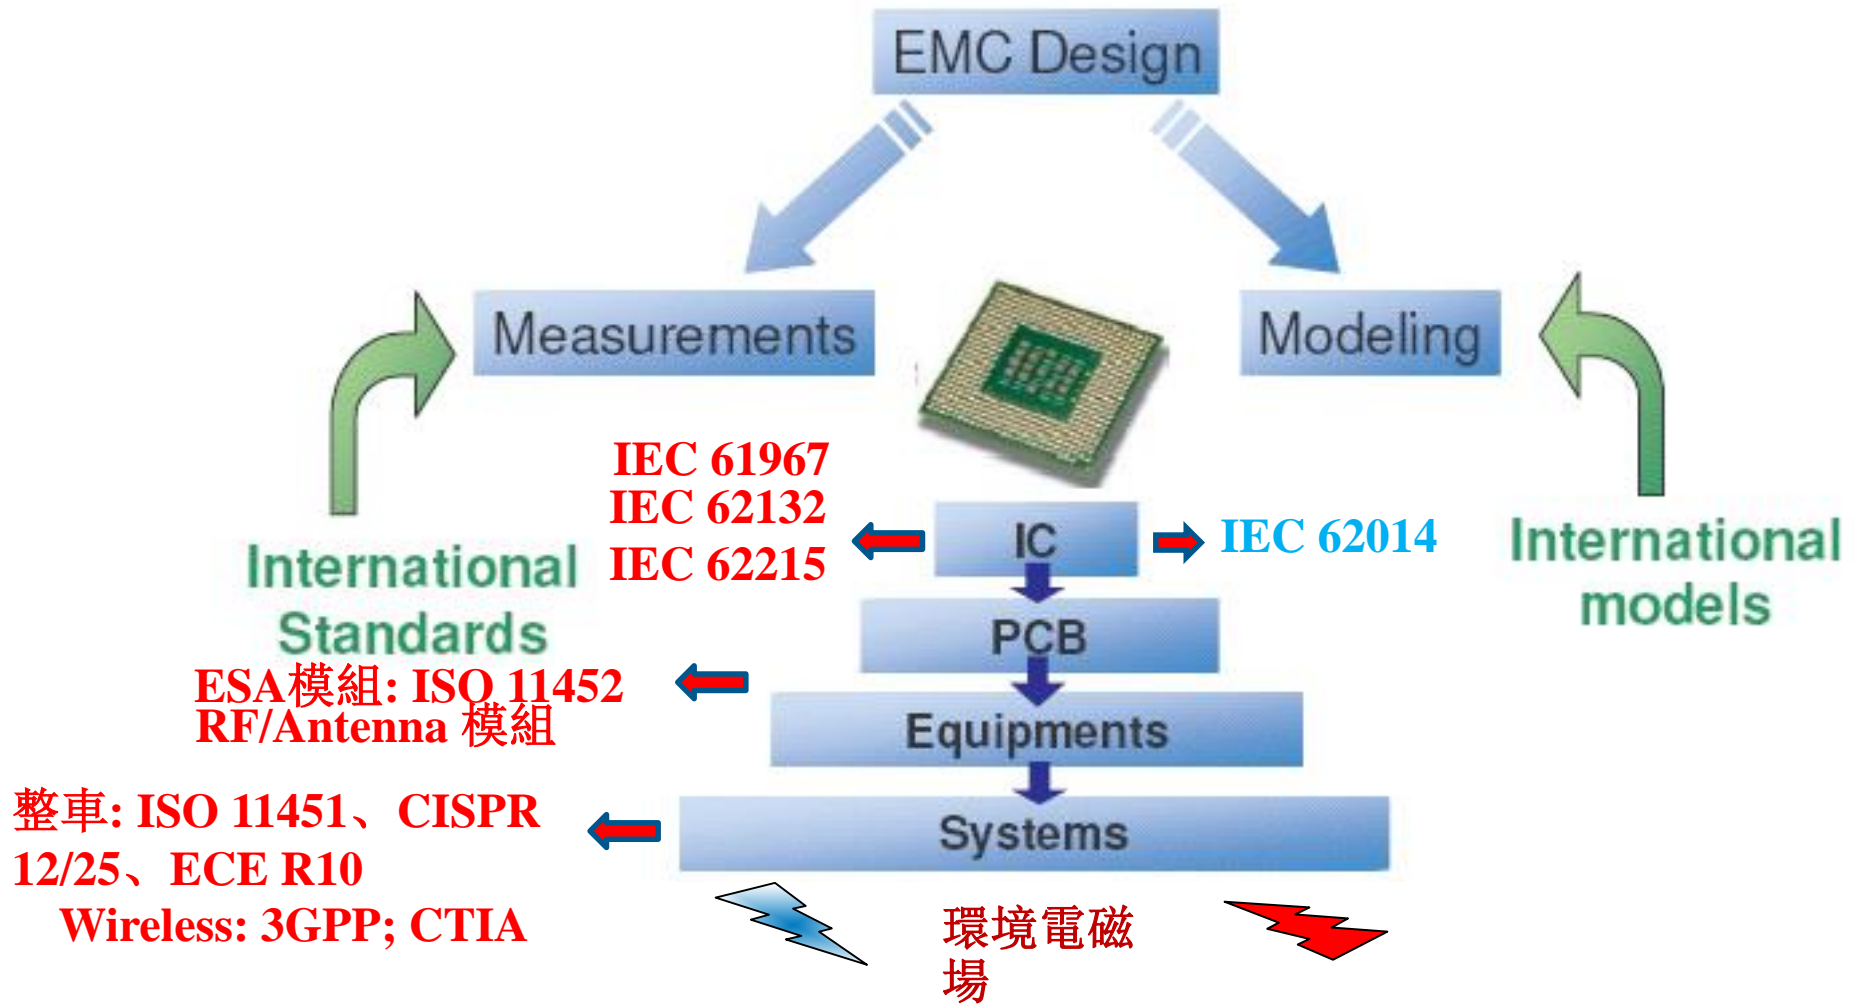 EMC Design
Measurements
Modeling
IEC 61967
IEC 62132
IEC 62215
IC
IEC 62014
International
Standards
International
models
PCB
ESA模組: ISO 11452
RF/Antenna 模組
Equipments
整車: ISO 11451、CISPR
12/25、ECE R10
Wireless: 3GPP; CTIA
Systems
環境電磁
場